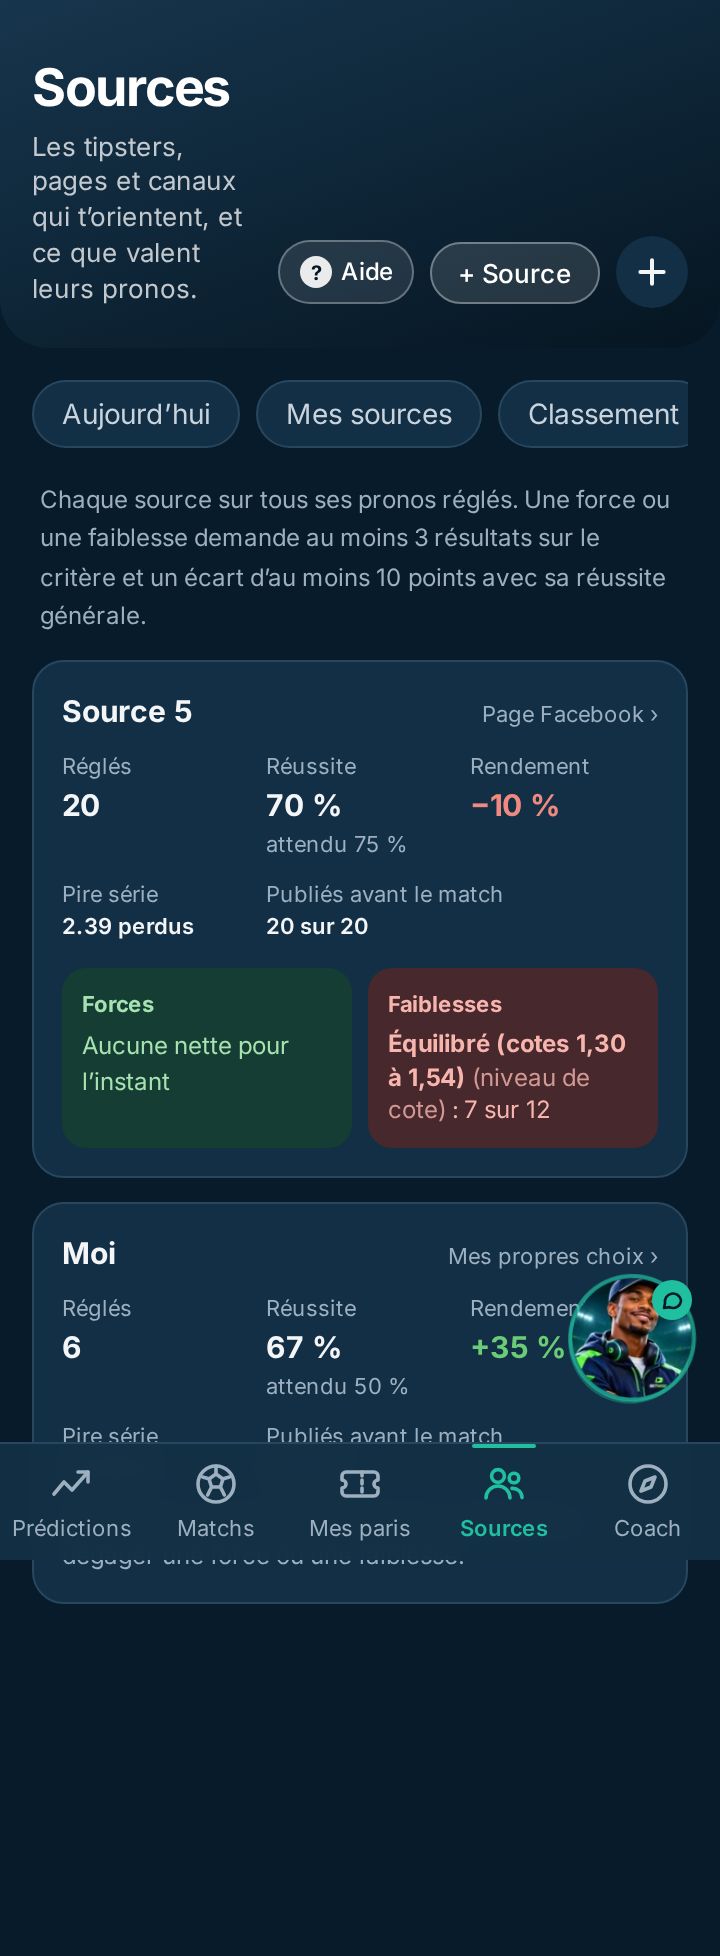 Sources
Les tipsters,
pages et canaux
qui t’orientent, et
ce que valent
leurs pronos.
? Aide
+ Source
+
Aujourd’hui
Mes sources
Classement
Chaque source sur tous ses pronos réglés. Une force ou
une faiblesse demande au moins 3 résultats sur le
critère et un écart d’au moins 10 points avec sa réussite
générale.
Source 5
Page Facebook ›
Réglés
Réussite
Rendement
20
70 %
−10 %
attendu 75 %
Pire série
Publiés avant le match
2.39 perdus
20 sur 20
Forces
Aucune nette pour
l’instant
Faiblesses
Équilibré (cotes 1,30
à 1,54) (niveau de
cote) : 7 sur 12
Moi
Mes propres choix ›
Réglés
Réussite
6
67 %
+35 %
attendu 50 %
Pire série
Publiés avant le match
Prédictions
Matchs
Mes paris
Sources
Coach
dégager une force ou une faiblesse.